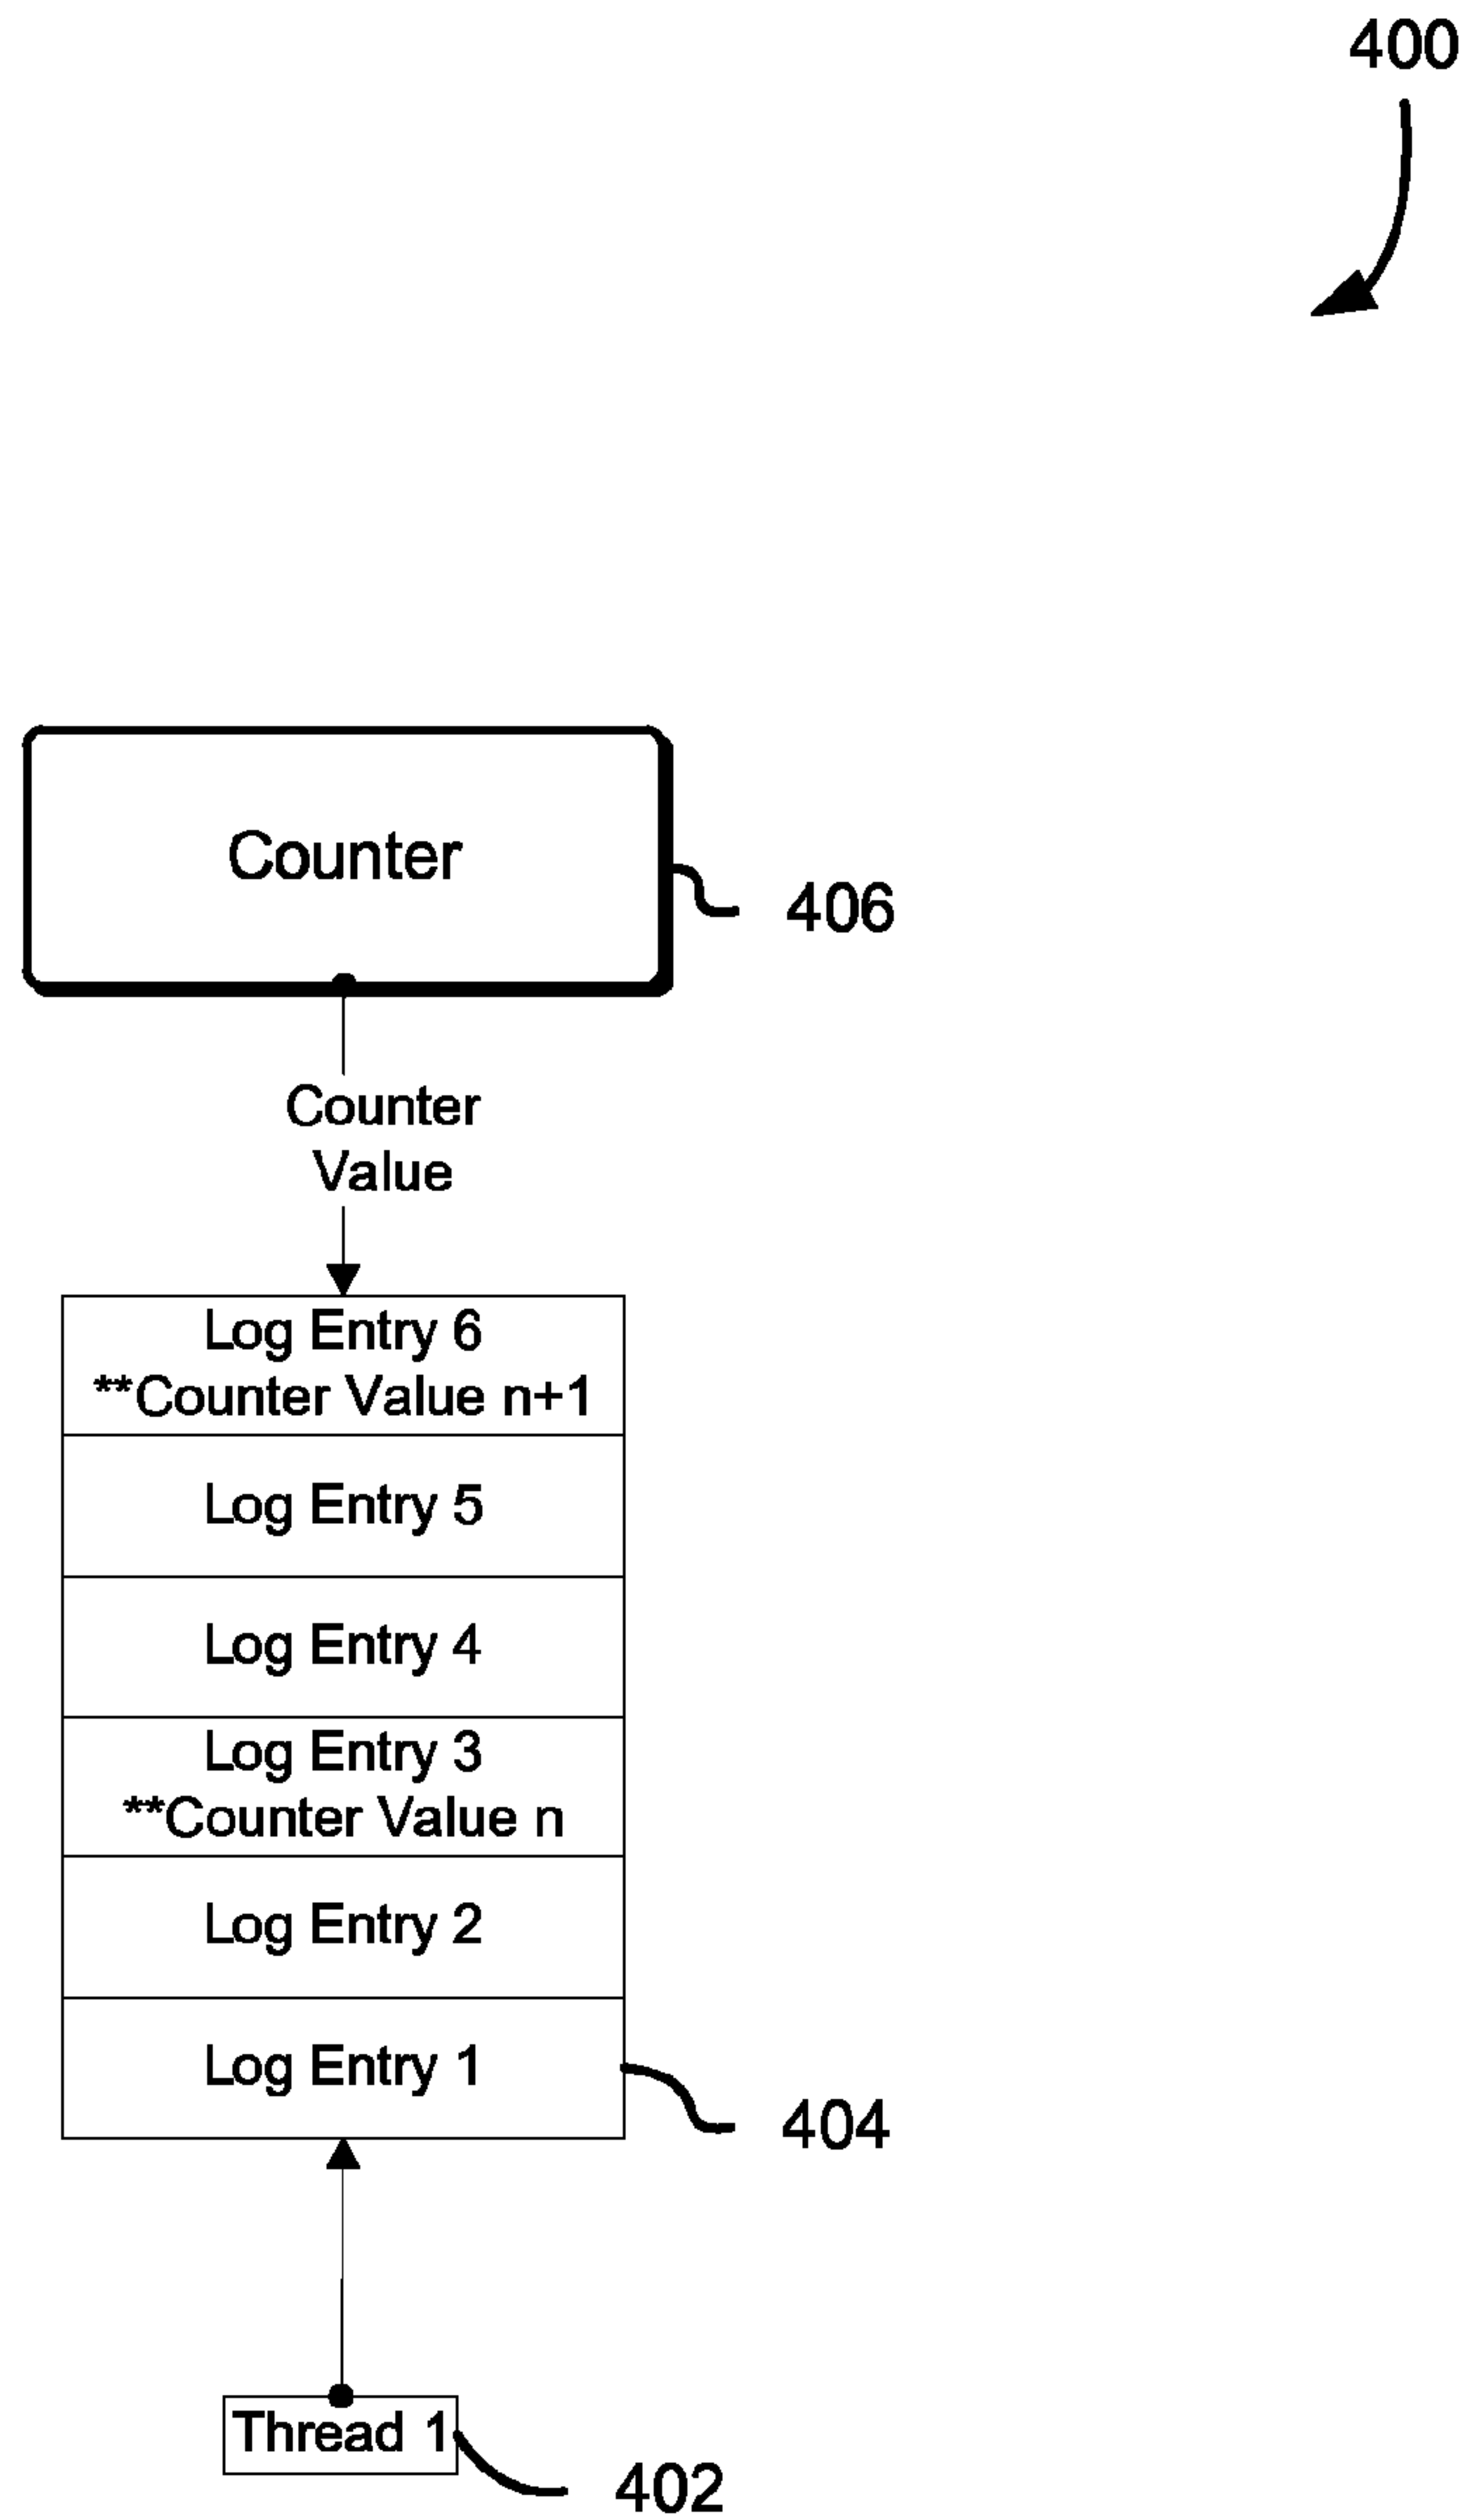 400
Counter
406
Counter
Value
Log Entry 6
**Counter Value n+1
Log Entry 5
Log Entry 4
Log Entry 3
**Counter Value n
Log Entry 2
Log Entry 1
404
Thread 1
402